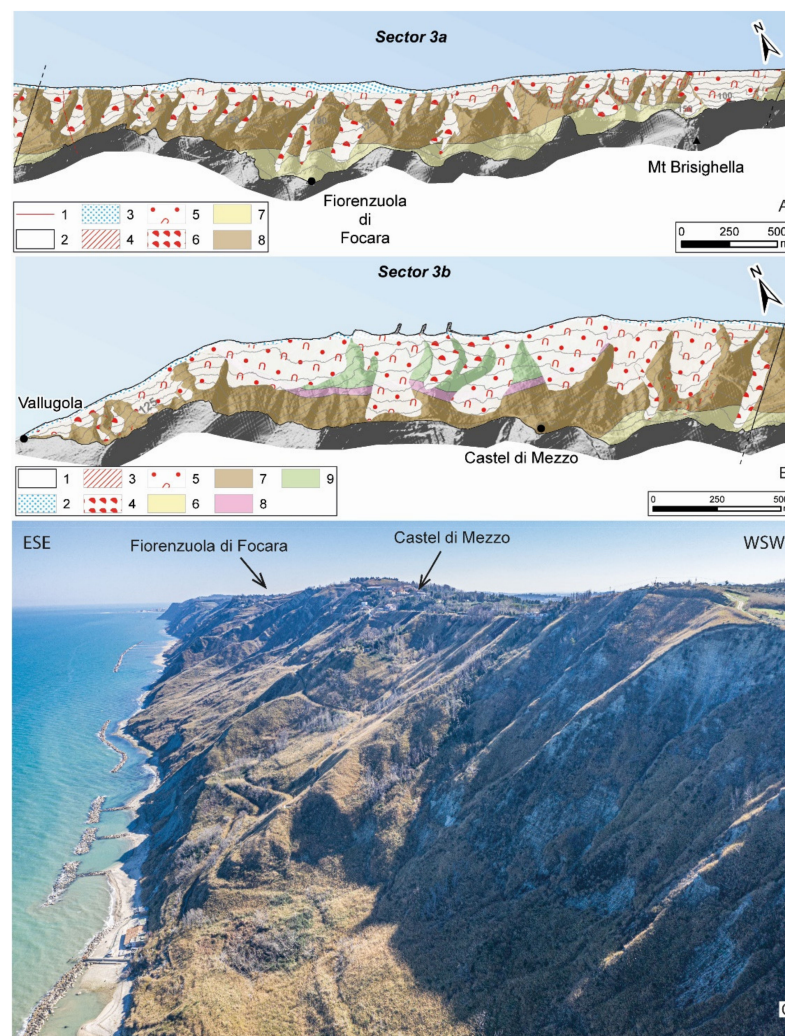 Sector 3a
N
100
Mt Brisighella
A
Fiorenzuola
di
Focara
1 3 5 7
2 4 6 8
0 250 500
m
Sector 3b
N
Vallugola
125
Castel di Mezzo
B
1 3 5 7 9
2 4 6 8
0 250 500
m
ESE
Fiorenzuola di Focara
Castel di Mezzo
WSW
C